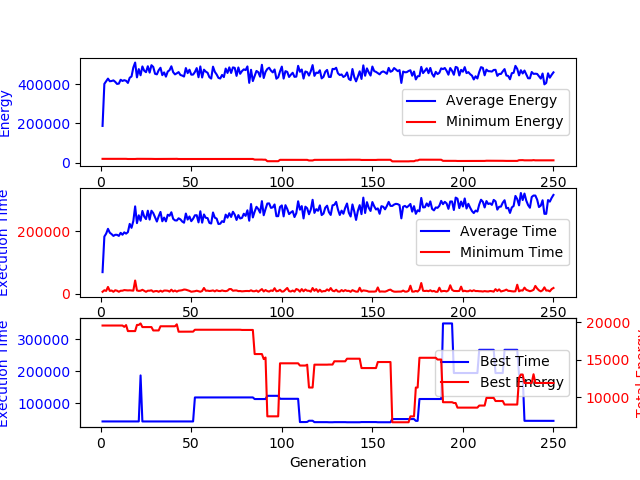 Energy
400000
200000
0
Average Energy
Minimum Energy
0 50 100 150 200 250
Execution Time
200000
0
Average Time
Minimum Time
0 50 100 150 200 250
Execution Time
300000
200000
100000
Best Time
Best Energy
20000
15000
10000
Total Energy
0 50 100 150 200 250
Generation